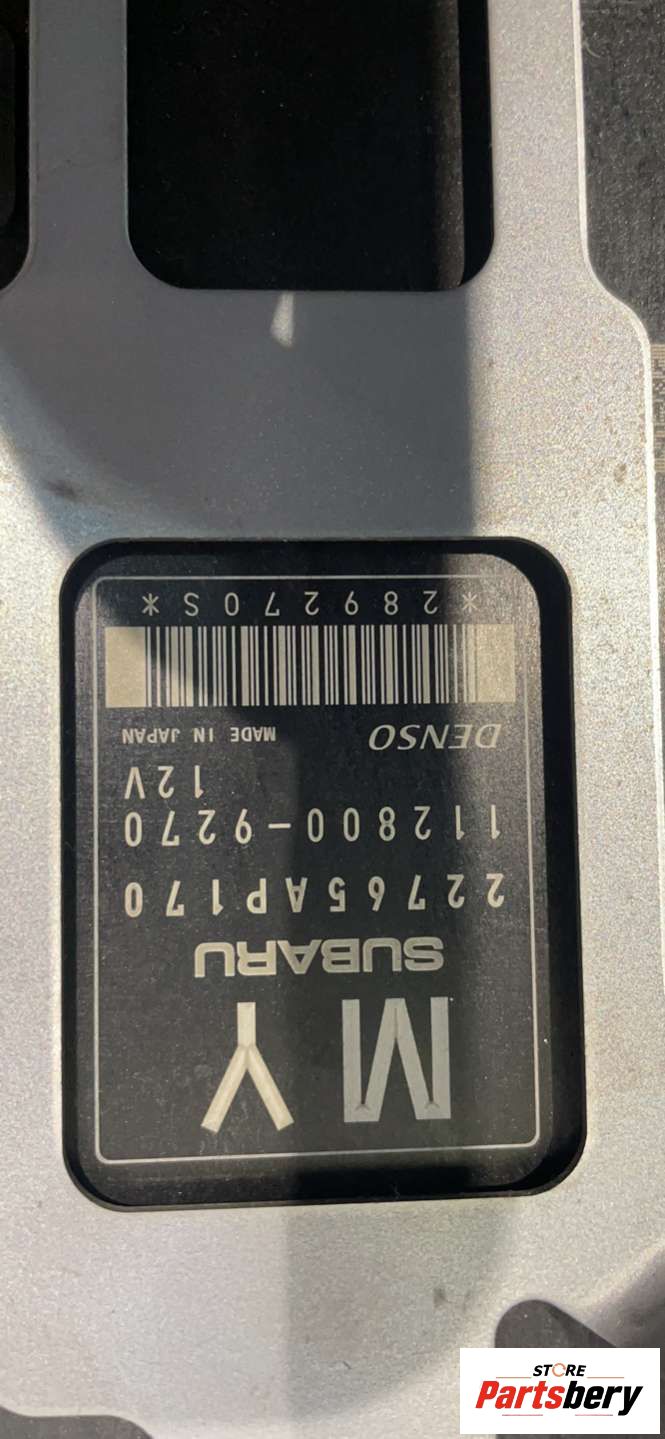 MY
SUBARU
22765AP170
112800-9270
12V
DENSO MADE IN JAPAN
*289270S*
STORE
Partsbery